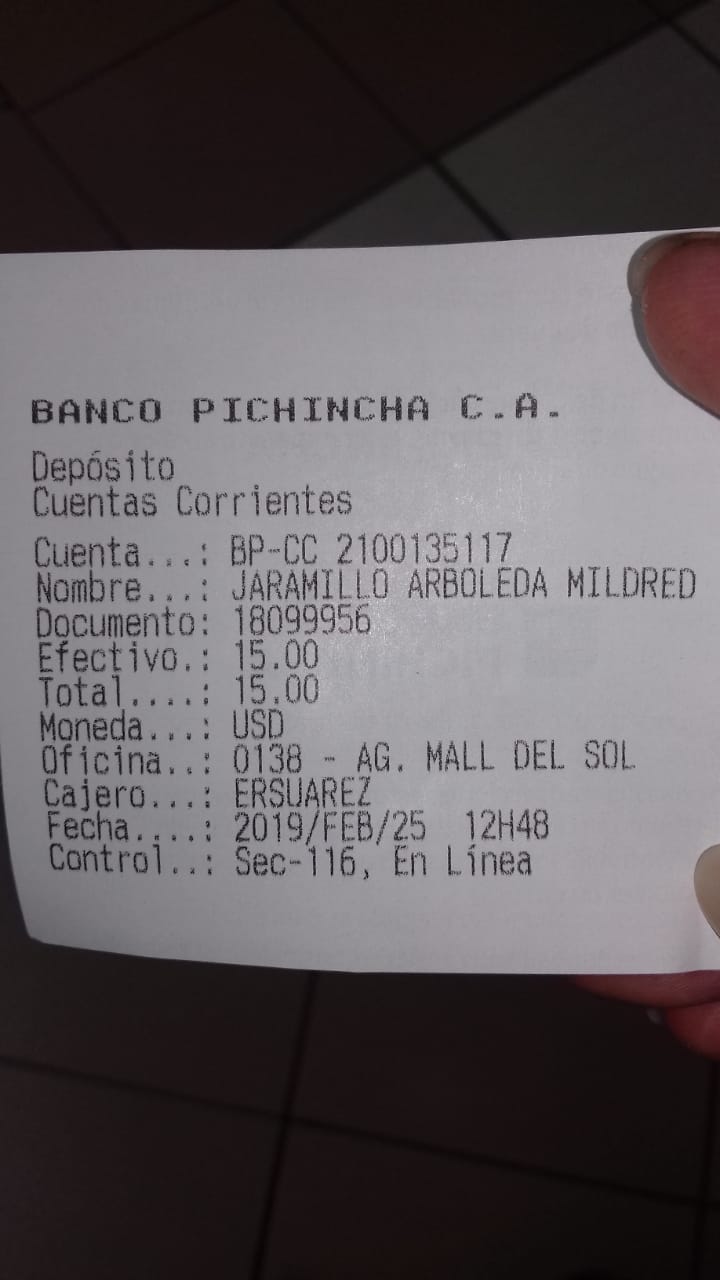 BANCO PICHINCHA C.A.
Depósito
Cuentas Corrientes
Cuenta...: BP-CC 2100135117
Nombre...: JARAMILLO ARBOLEDA MILDRED
Documento: 18099956
Efectivo.: 15.00
Total....: 15.00
Moneda...: USD
Oficina..: 0138 - AG. MALL DEL SOL
Cajero...: ERSUAREZ
Fecha....: 2019/FEB/25 12H48
Control..: Sec-116, En Línea